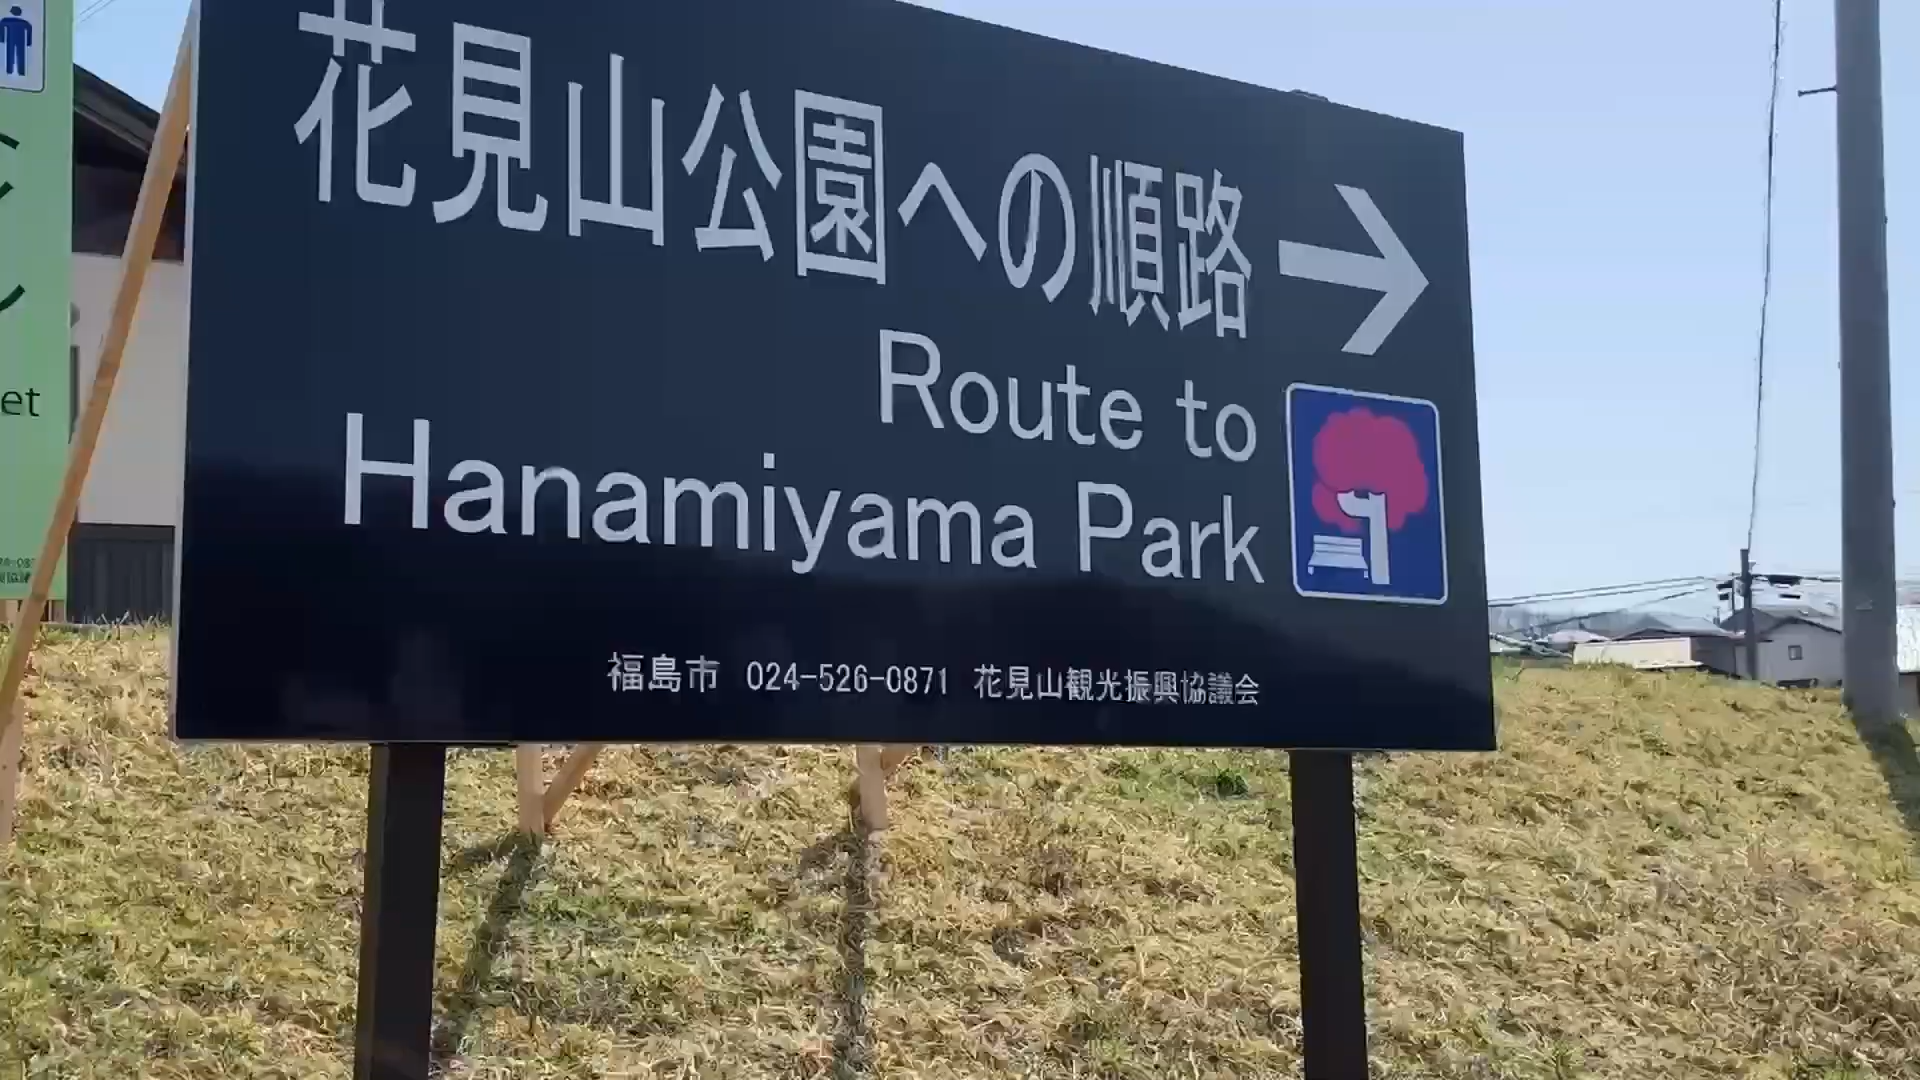 花見山公園への順路
Route to
Hanamiyama Park
福島市 024-526-0871 花見山観光振興協議会
et